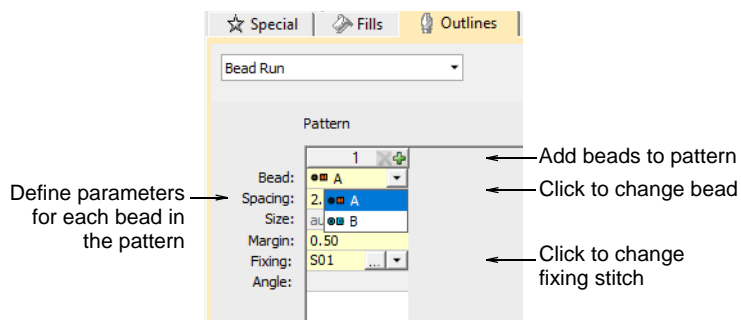 Special Fills Outlines
Bead Run
Pattern
1
Add beads to pattern
Bead: A
Click to change bead
Define parameters
for each bead in
the pattern
Spacing: 2. A
Size: au B
Margin: 0.50
Fixing: S01 ...
Click to change
fixing stitch
Angle: